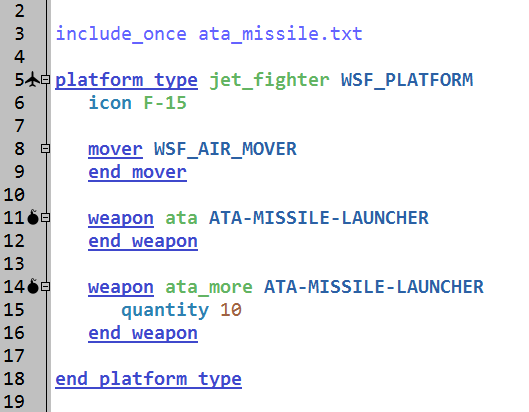 2
3 include_once ata_missile.txt
4
5 platform_type jet_fighter WSF_PLATFORM
6 icon F-15
7
8 mover WSF_AIR_MOVER
9 end_mover
10
11 weapon ata ATA-MISSILE-LAUNCHER
12 end_weapon
13
14 weapon ata_more ATA-MISSILE-LAUNCHER
15 quantity 10
16 end_weapon
17
18 end_platform_type
19